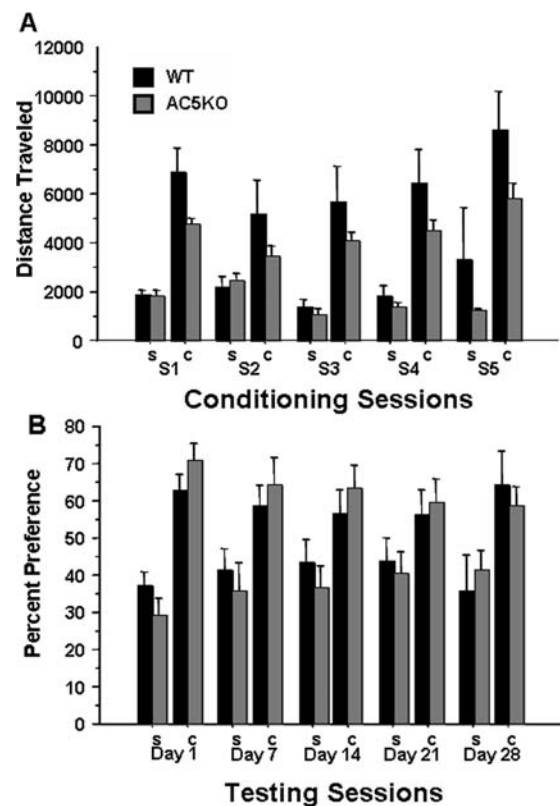 A
12000
10000
8000
6000
4000
2000
0
Distance Traveled
WT
AC5KO
s c s c s c s c s c
S1 S2 S3 S4 S5
Conditioning Sessions
B
80
70
60
50
40
30
20
10
0
Percent Preference
s c s c s c s c s c
Day 1 Day 7 Day 14 Day 21 Day 28
Testing Sessions